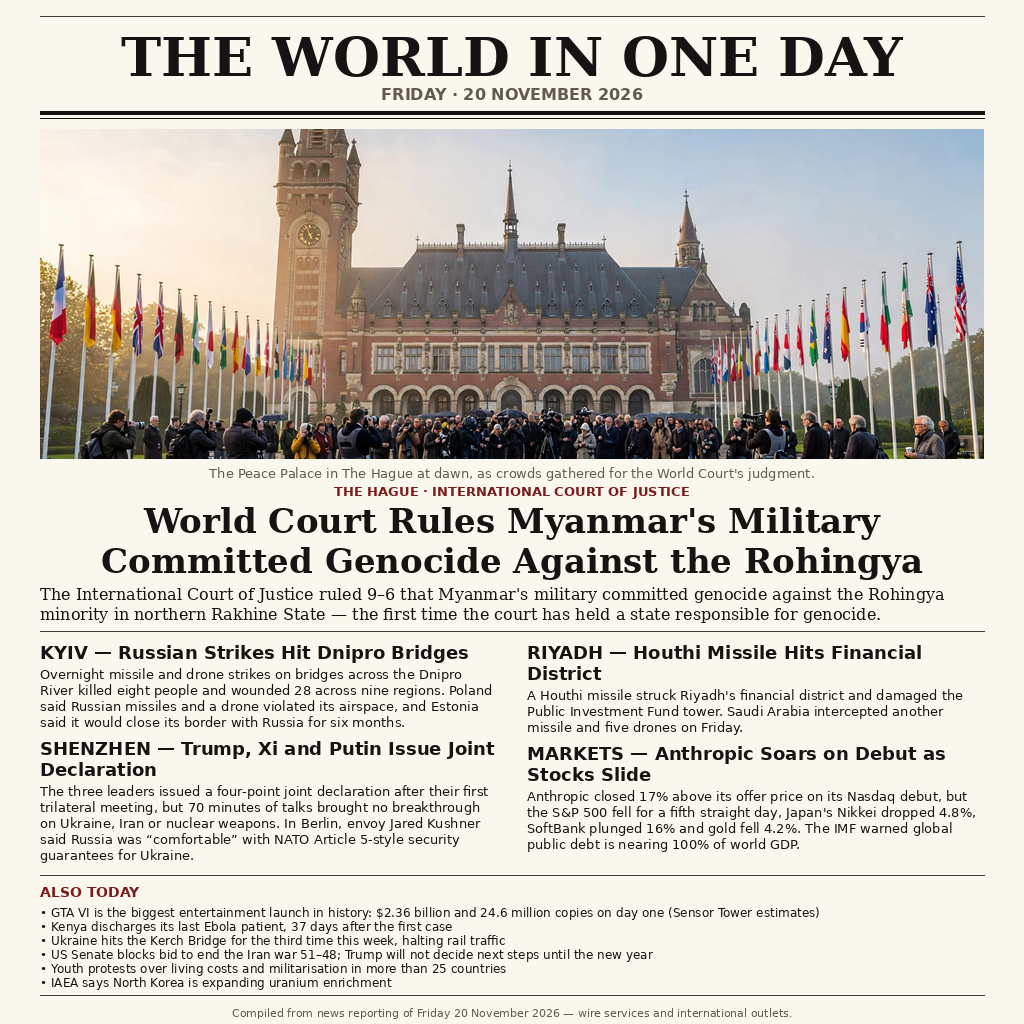 THE WORLD IN ONE DAY
FRIDAY · 20 NOVEMBER 2026
The Peace Palace in The Hague at dawn, as crowds gathered for the World Court's judgment.
THE HAGUE · INTERNATIONAL COURT OF JUSTICE
World Court Rules Myanmar's Military
Committed Genocide Against the Rohingya
The International Court of Justice ruled 9–6 that Myanmar's military committed genocide against the Rohingya
minority in northern Rakhine State — the first time the court has held a state responsible for genocide.
KYIV — Russian Strikes Hit Dnipro Bridges
Overnight missile and drone strikes on bridges across the Dnipro
River killed eight people and wounded 28 across nine regions. Poland
said Russian missiles and a drone violated its airspace, and Estonia
said it would close its border with Russia for six months.
SHENZHEN — Trump, Xi and Putin Issue Joint
Declaration
The three leaders issued a four-point joint declaration after their first
trilateral meeting, but 70 minutes of talks brought no breakthrough
on Ukraine, Iran or nuclear weapons. In Berlin, envoy Jared Kushner
said Russia was “comfortable” with NATO Article 5-style security
guarantees for Ukraine.
RIYADH — Houthi Missile Hits Financial
District
A Houthi missile struck Riyadh's financial district and damaged the
Public Investment Fund tower. Saudi Arabia intercepted another
missile and five drones on Friday.
MARKETS — Anthropic Soars on Debut as
Stocks Slide
Anthropic closed 17% above its offer price on its Nasdaq debut, but
the S&P 500 fell for a fifth straight day, Japan's Nikkei dropped 4.8%,
SoftBank plunged 16% and gold fell 4.2%. The IMF warned global
public debt is nearing 100% of world GDP.
ALSO TODAY
• GTA VI is the biggest entertainment launch in history: $2.36 billion and 24.6 million copies on day one (Sensor Tower estimates)
• Kenya discharges its last Ebola patient, 37 days after the first case
• Ukraine hits the Kerch Bridge for the third time this week, halting rail traffic
• US Senate blocks bid to end the Iran war 51–48; Trump will not decide next steps until the new year
• Youth protests over living costs and militarisation in more than 25 countries
• IAEA says North Korea is expanding uranium enrichment
Compiled from news reporting of Friday 20 November 2026 — wire services and international outlets.